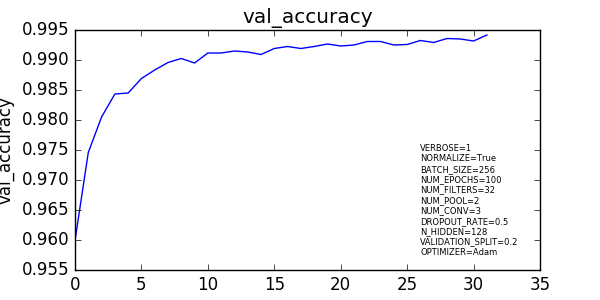 val_accuracy
0.995
0.990
0.985
0.980
0.975
0.970
0.965
0.960
0.955
val_accuracy
VERBOSE=1
NORMALIZE=True
BATCH_SIZE=256
NUM_EPOCHS=100
NUM_FILTERS=32
NUM_POOL=2
NUM_CONV=3
DROPOUT_RATE=0.5
N_HIDDEN=128
VALIDATION_SPLIT=0.2
OPTIMIZER=Adam
0 5 10 15 20 25 30 35